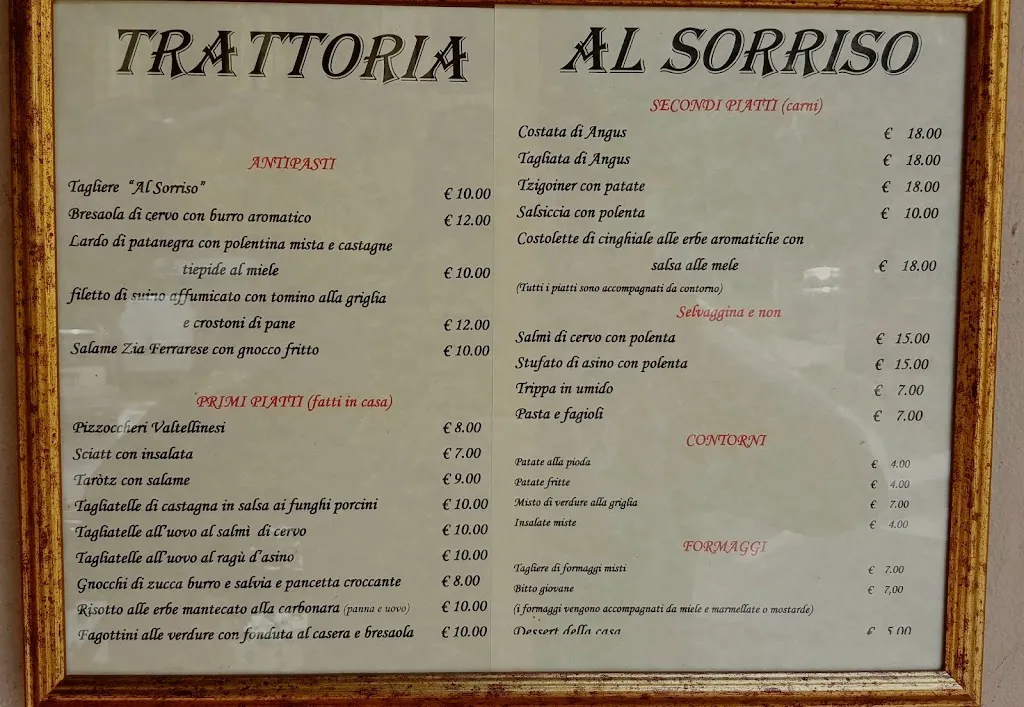 TRATTORIA
ANTIPASTI
Tagliere "Al Sorriso" € 10.00
Bresaola di cervo con burro aromatico € 12.00
Lardo di patanegra con polentina mista e castagne
tiepide al miele € 10.00
filetto di suino affumicato con tomino alla griglia
e crostoni di pane € 12.00
Salame Zia Ferrarese con gnocco fritto € 10.00
PRIMI PIATTI (fatti in casa)
Pizzoccheri Valtellinesi € 8.00
Sciatt con insalata € 7.00
Taròtz con salame € 9.00
Tagliatelle di castagna in salsa ai funghi porcini € 10.00
Tagliatelle all'uovo al salmì di cervo € 10.00
Tagliatelle all'uovo al ragù d'asino € 10.00
Gnocchi di zucca burro e salvia e pancetta croccante € 8.00
Risotto alle erbe mantecato alla carbonara (panna e uovo) € 10.00
Fagottini alle verdure con fonduta al casera e bresaola € 10.00
AL SORRISO
SECONDI PIATTI (carni)
Costata di Angus € 18.00
Tagliata di Angus € 18.00
Tzigoiner con patate € 18.00
Salsiccia con polenta € 10.00
Costolette di cinghiale alle erbe aromatiche con
salsa alle mele € 18.00
(Tutti i piatti sono accompagnati da contorno)
Selvaggina e non
Salmì di cervo con polenta € 15.00
Stufato di asino con polenta € 15.00
Trippa in umido € 7.00
Pasta e fagioli € 7.00
CONTORNI
Patate alla pioda € 4.00
Patate fritte € 4.00
Misto di verdure alla griglia € 7.00
Insalate miste € 4.00
FORMAGGI
Tagliere di formaggi misti € 7.00
Bitto giovane € 7,00
(i formaggi vengono accompagnati da miele e marmellate o mostarde)
Dessert della casa € 5.00